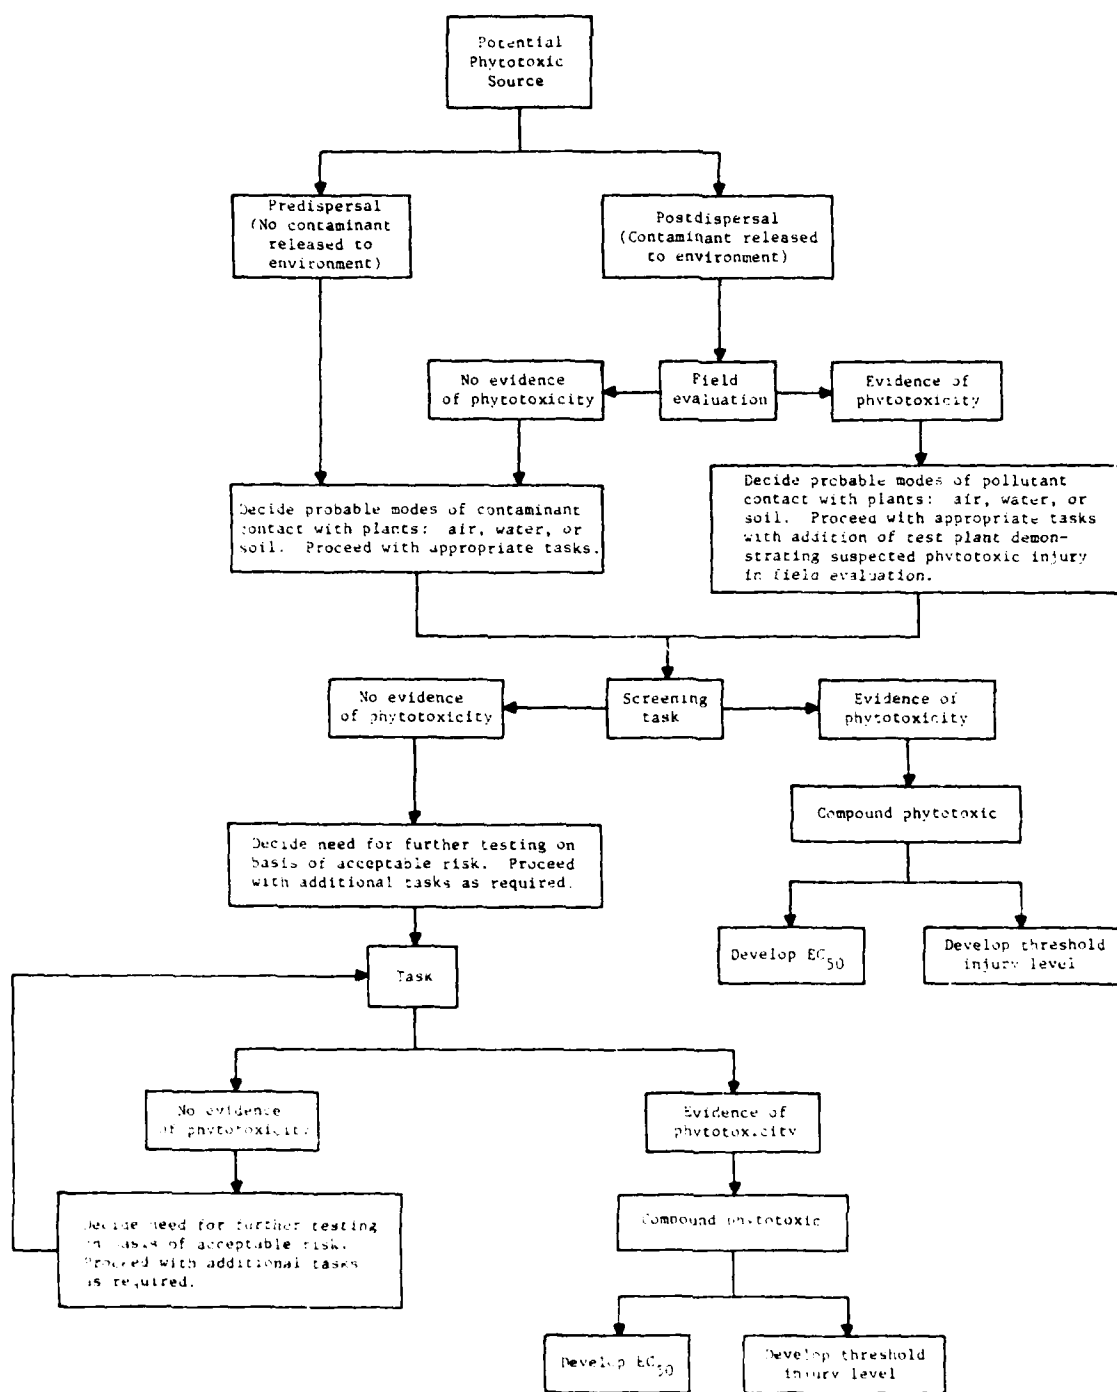 Potential
Phytotoxic
Source
Predispersal
(No contaminant
released to
environment)
Postdispersal
(Contaminant released
to environment)
No evidence
of phytotoxicity
Field
evaluation
Evidence of
phytotoxicity
Decide probable modes of contaminant
contact with plants: air, water, or
soil. Proceed with appropriate tasks.
Decide probable modes of pollutant
contact with plants: air, water, or
soil. Proceed with appropriate tasks
with addition of test plant demon-
strating suspected phytotoxic injury
in field evaluation.
No evidence
of phytotoxicity
Screening
task
Evidence of
phytotoxicity
Compound phytotoxic
Decide need for further testing on
basis of acceptable risk. Proceed
with additional tasks as required.
Develop EC50
Develop threshold
injury level
Task
No evidence
of phytotoxicity
Evidence of
phytotoxicity
Decide need for further testing
on basis of acceptable risk.
Proceed with additional tasks
as required.
Compound phytotoxic
Develop EC50
Develop threshold
injury level